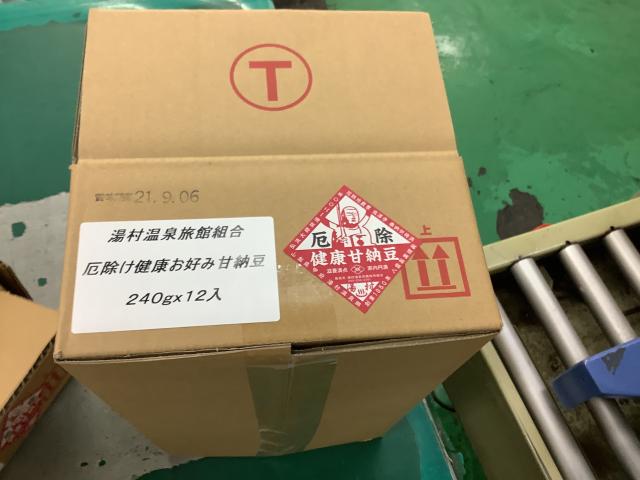 T
21.9.06
湯村温泉旅館組合
厄除け健康お好み甘納豆
240gx12入
厄除
健康甘納豆
上